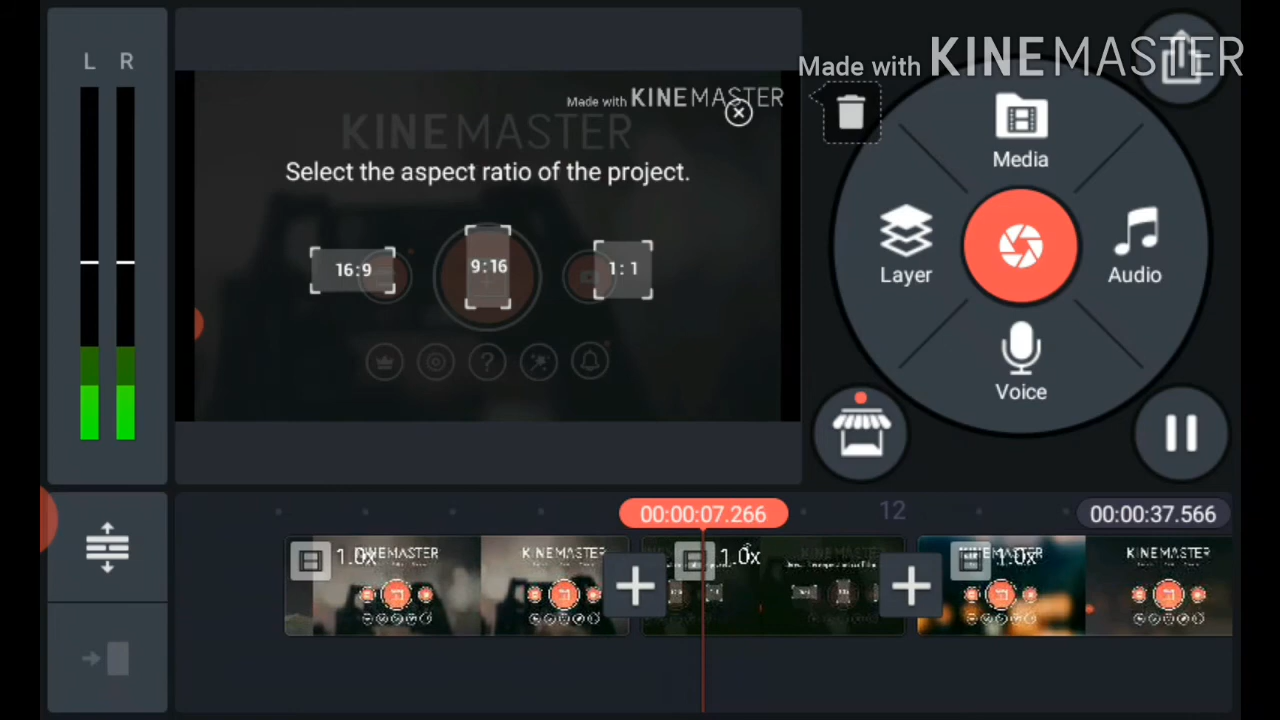 L R
Made with KINEMASTER
Made with KINEMASTER
KINEMASTER
Select the aspect ratio of the project.
16:9
9:16
1:1
?
Media
Layer
Audio
Voice
00:00:07.266
12
00:00:37.566
1.0x
KINEMASTER
KINEMASTER
1.0x
1.0x
KINEMASTER
KINEMASTER